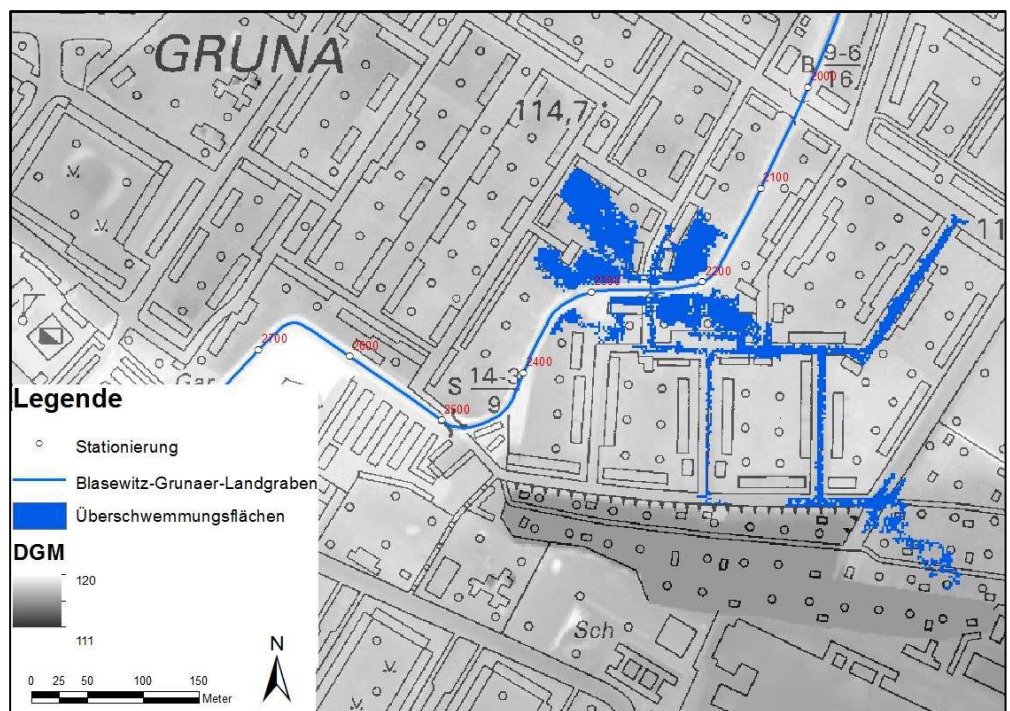 GRUNA
B 9-6
16
2000
114,7
2100
11
2200
2300
2700
2600
2400
S 14-3
9
Gar
2500
Legende
Stationierung
Blasewitz-Grunaer-Landgraben
Überschwemmungsflächen
DGM
120
111
N
0 25 50 100 150
Meter
Sch